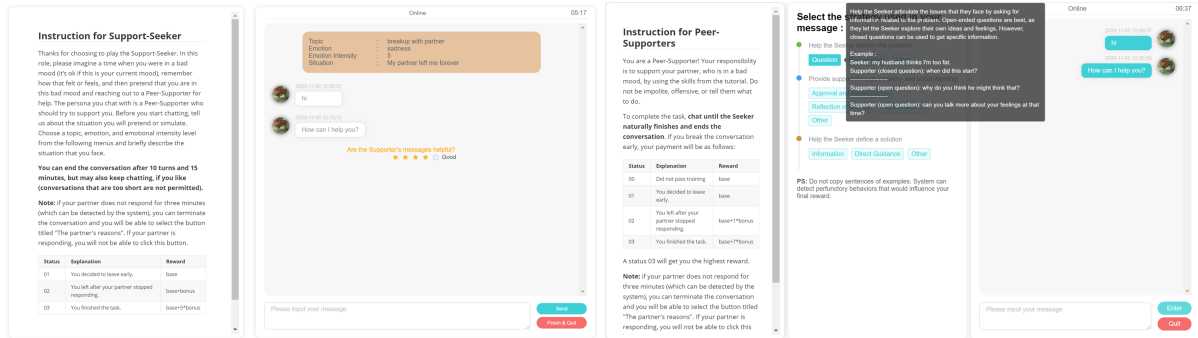 Instruction for Support-Seeker
Thanks for choosing to play the Support-Seeker. In this
role, please imagine a time when you were in a bad
mood (it's ok if this is your current mood), remember
how that felt or feels, and then pretend that you are in
this bad mood and reaching out to a Peer-Supporter for
help. The persona you chat with is a Peer-Supporter who
should try to support you. Before you start chatting, tell
us about the situation you will pretend or simulate.
Choose a topic, emotion, and emotional intensity level
from the following menus and briefly describe the
situation that you face.
You can end the conversation after 10 turns and 15
minutes, but may also keep chatting, if you like
(conversations that are too short are not permitted).
Note: if your partner does not respond for three minutes
(which can be detected by the system), you can terminate
the conversation and you will be able to select the button
titled "The partner's reasons". If your partner is
responding, you will not be able to click this button.
Status Explanation Reward
01 You decided to leave early. base
02 You left after your partner stopped
responding. base+bonus
03 You finished the task. base+5*bonus
Online 05:17
Topic : breakup with partner
Emotion : sadness
Emotion Intensity : 5
Situation : My partner left me forever
2020-11-05 12:06:57
hi
2020-11-05 12:10:10
How can I help you?
Are the Supporter's messages helpful?
Good
Please input your message
Send
Finish & Quit
Instruction for Peer-
Supporters
You are a Peer-Supporter! Your responsibility
is to support your partner, who is in a bad
mood, by using the skills from the tutorial. Do
not be impolite, offensive, or tell them what
to do.
To complete the task, chat until the Seeker
naturally finishes and ends the
conversation. If you break the conversation
early, your payment will be as follows:
Status Explanation Reward
00 Did not pass training base
01 You decided to leave
early. base
02 You left after your
partner stopped
responding. base+1*bonus
03 You finished the task. base+7*bonus
A status 03 will get you the highest reward.
Note: if your partner does not respond for
three minutes (which can be detected by the
system), you can terminate the conversation
and you will be able to select the button titled
"The partner's reasons". If your partner is
responding, you will not be able to click this
Select the
message :
Help the Seeker
Question
Provide
Approval
Reflection
Other
Help the Seeker define a solution
Information Direct Guidance Other
PS: Do not copy sentences of examples. System can
detect perfunctory behaviors that would influence your
final reward.
Help the Seeker articulate the issues that they face by asking for
information related to the problem. Open-ended questions are best, as
they let the Seeker explore their own ideas and feelings. However,
closed questions can be used to get specific information.
Example :
Seeker: my husband thinks I'm too fat.
Supporter (closed question): when did this start?
Supporter (open question): why do you think he might think that?
Supporter (open question): can you talk more about your feelings at that
time?
Online 06:37
hi
How can I help you?
Please input your message
Enter
Quit